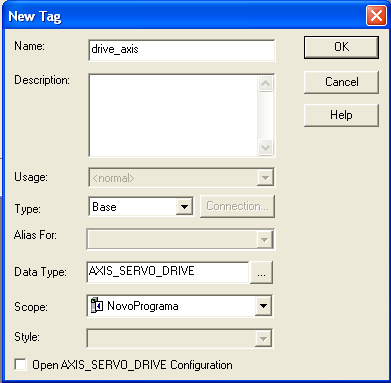 New Tag
Name: drive_axis OK
Description: Cancel
Help
Usage: <normal>
Type: Base Connection...
Alias For:
Data Type: AXIS_SERVO_DRIVE ...
Scope: NovoPrograma
Style:
Open AXIS_SERVO_DRIVE Configuration